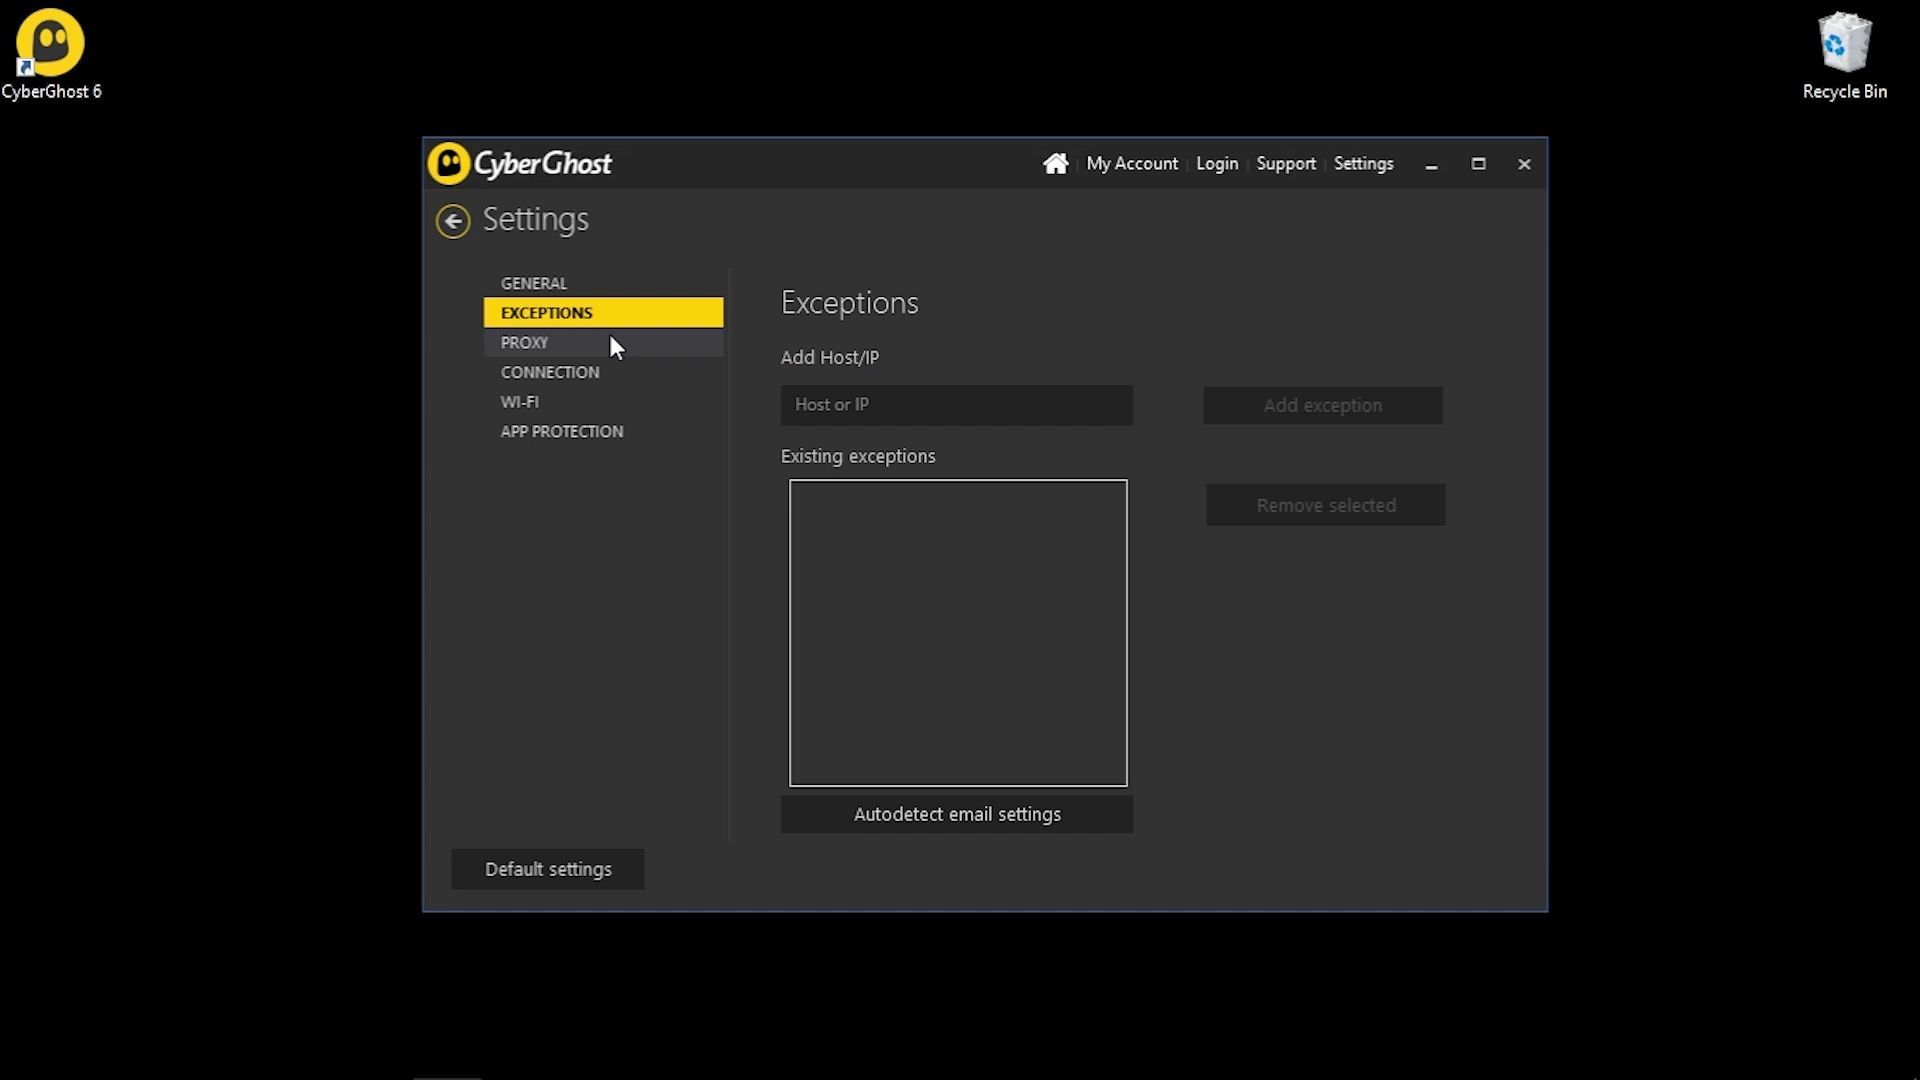 CyberGhost 6
Recycle Bin
CyberGhost
My Account
Login
Support
Settings
Settings
GENERAL
EXCEPTIONS
PROXY
CONNECTION
WI-FI
APP PROTECTION
Exceptions
Add Host/IP
Host or IP
Add exception
Existing exceptions
Remove selected
Autodetect email settings
Default settings